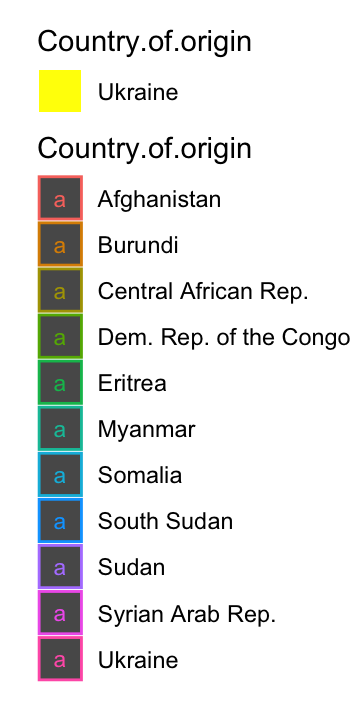 Country.of.origin
Ukraine
Country.of.origin
a Afghanistan
a Burundi
a Central African Rep.
a Dem. Rep. of the Congo
a Eritrea
a Myanmar
a Somalia
a South Sudan
a Sudan
a Syrian Arab Rep.
a Ukraine